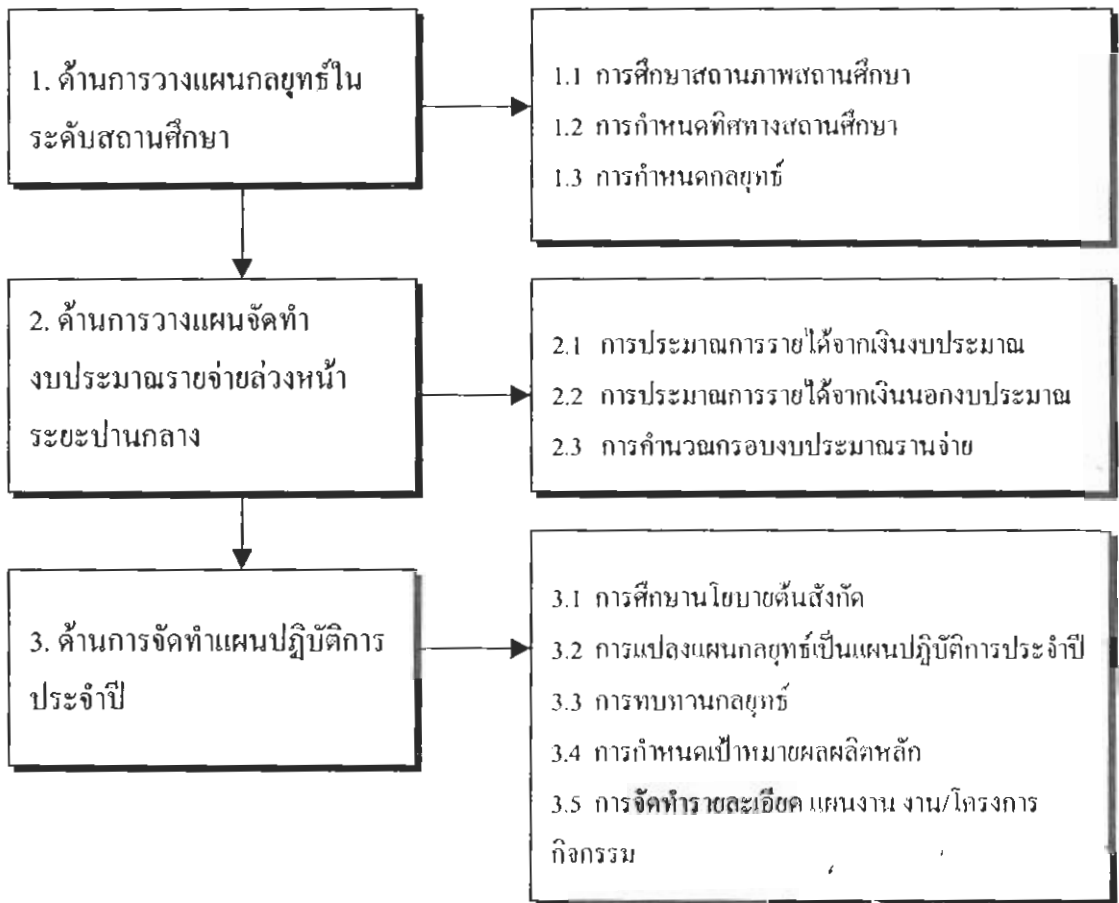 1. ด้านการวางแผนกลยุทธ์ใน
ระดับสถานศึกษา
1.1 การศึกษาสถานภาพสถานศึกษา
1.2 การกำหนดทิศทางสถานศึกษา
1.3 การกำหนดกลยุทธ์
2. ด้านการวางแผนจัดทำ
งบประมาณรายจ่ายล่วงหน้า
ระยะปานกลาง
2.1 การประมาณการรายได้จากเงินงบประมาณ
2.2 การประมาณการรายได้จากเงินนอกงบประมาณ
2.3 การคำนวณกรอบงบประมาณรานจ่าย
3. ด้านการจัดทำแผนปฏิบัติการ
ประจำปี
3.1 การศึกษานโยบายต้นสังกัด
3.2 การแปลงแผนกลยุทธ์เป็นแผนปฏิบัติการประจำปี
3.3 การทบทวนกลยุทธ์
3.4 การกำหนดเป้าหมายผลผลิตหลัก
3.5 การจัดทำรายละเอียด แผนงาน งาน/โครงการ
กิจกรรม